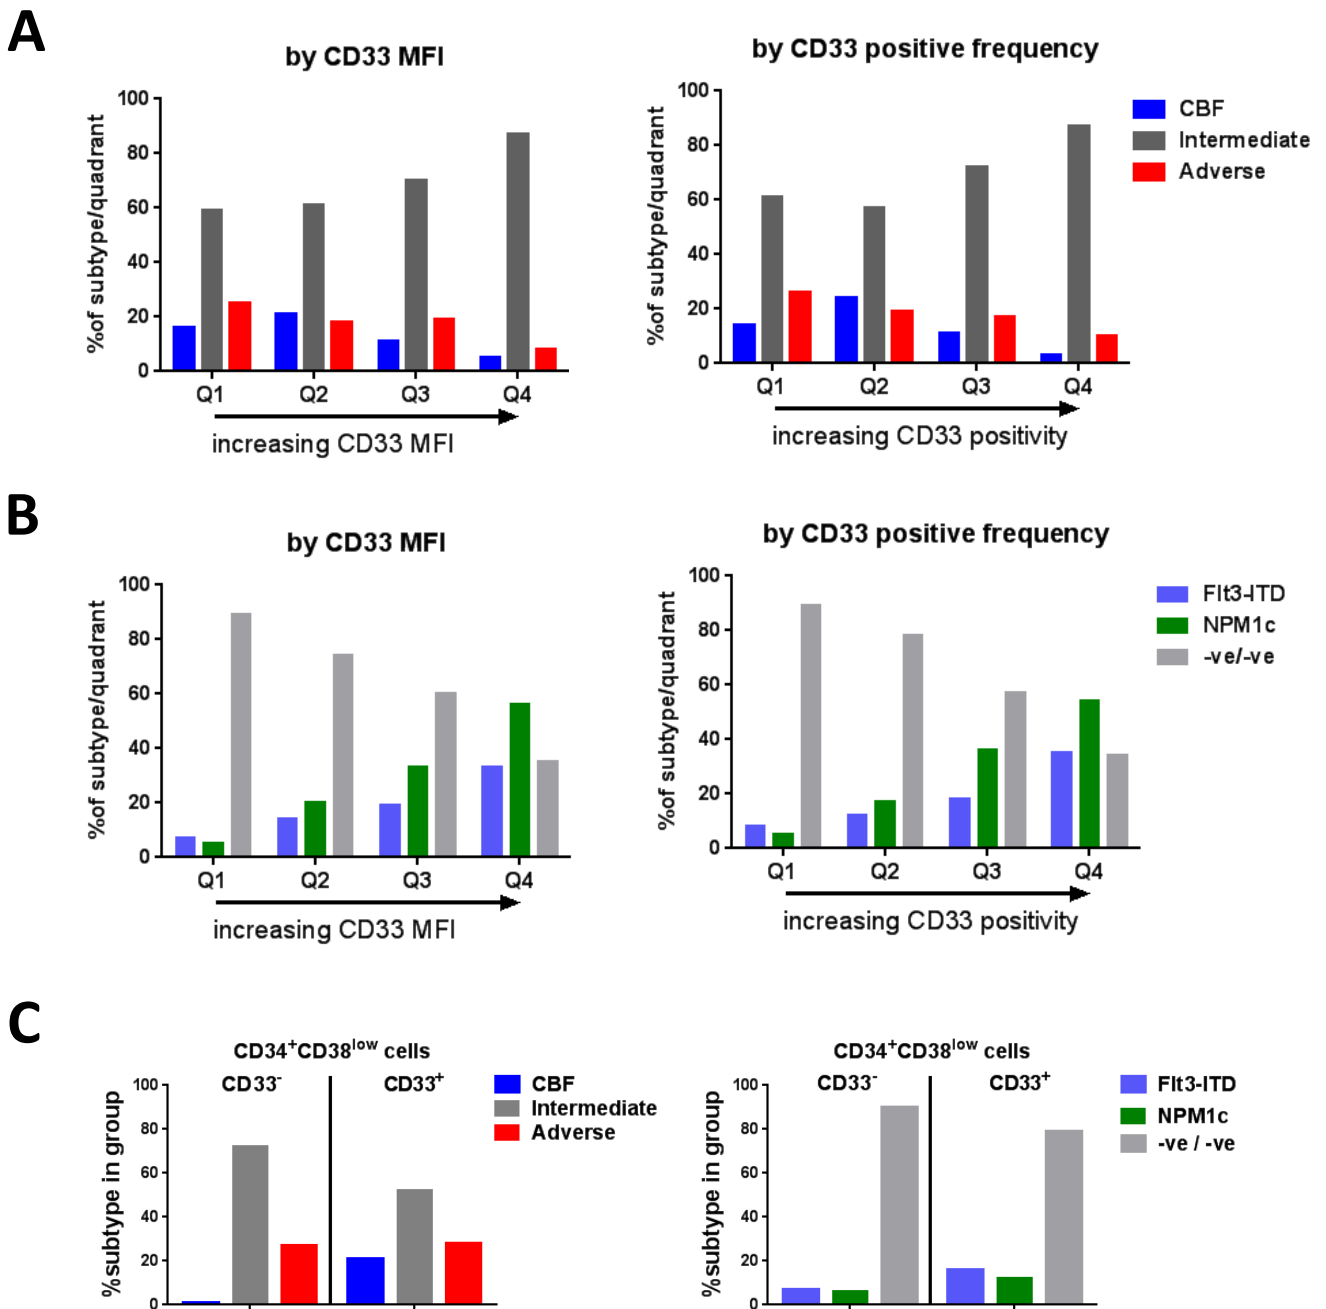 A
by CD33 MFI
%of subtype/quadrant
100
80
60
40
20
0
Q1 Q2 Q3 Q4
increasing CD33 MFI
by CD33 positive frequency
%of subtype/quadrant
100
80
60
40
20
0
Q1 Q2 Q3 Q4
increasing CD33 positivity
CBF
Intermediate
Adverse
B
by CD33 MFI
%of subtype/quadrant
100
80
60
40
20
0
Q1 Q2 Q3 Q4
increasing CD33 MFI
by CD33 positive frequency
%of subtype/quadrant
100
80
60
40
20
0
Q1 Q2 Q3 Q4
increasing CD33 positivity
Flt3-ITD
NPM1c
-ve/-ve
C
CD34⁺CD38ˡᵒʷ cells
CD33⁻ CD33⁺
%subtype in group
100
80
60
40
20
0
CBF
Intermediate
Adverse
CD34⁺CD38ˡᵒʷ cells
CD33⁻ CD33⁺
%subtype in group
100
80
60
40
20
0
Flt3-ITD
NPM1c
-ve / -ve